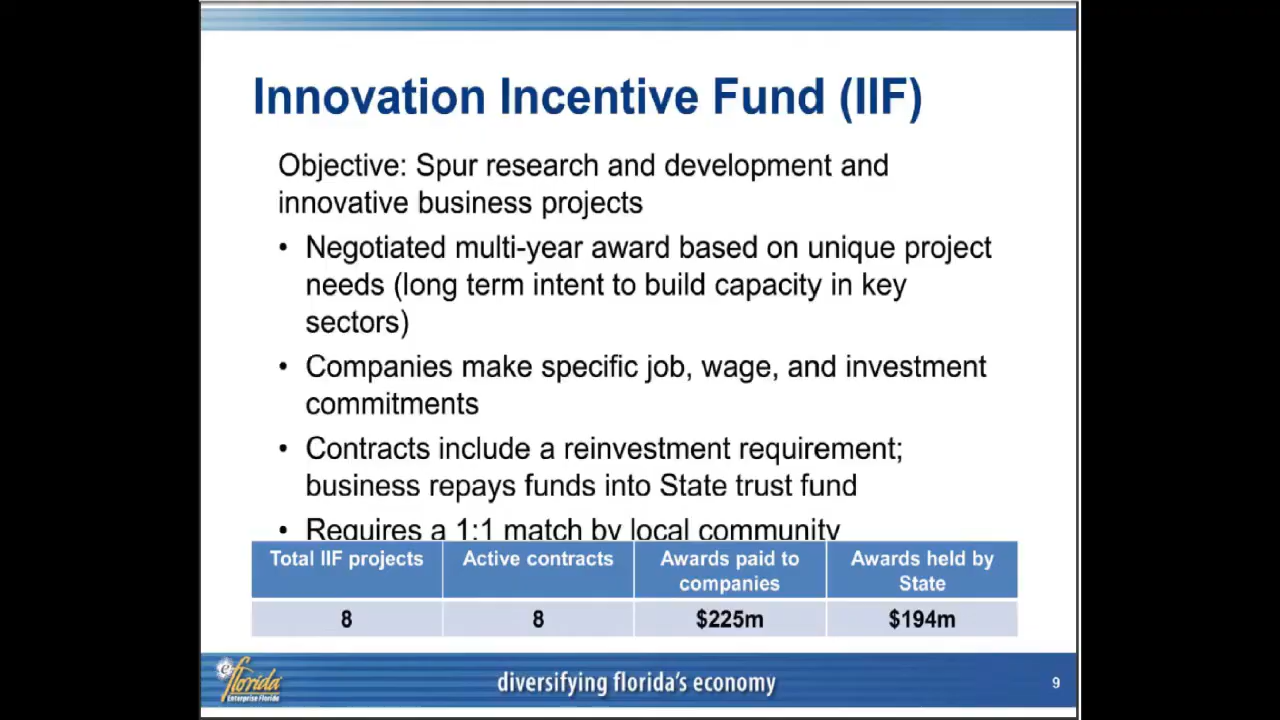 Innovation Incentive Fund (IIF)
Objective: Spur research and development and
innovative business projects
• Negotiated multi-year award based on unique project
needs (long term intent to build capacity in key
sectors)
• Companies make specific job, wage, and investment
commitments
• Contracts include a reinvestment requirement;
business repays funds into State trust fund
• Requires a 1:1 match by local community
Total IIF projects Active contracts Awards paid to companies Awards held by State
8 8 $225m $194m
eflorida
Enterprise Florida
diversifying florida's economy
9